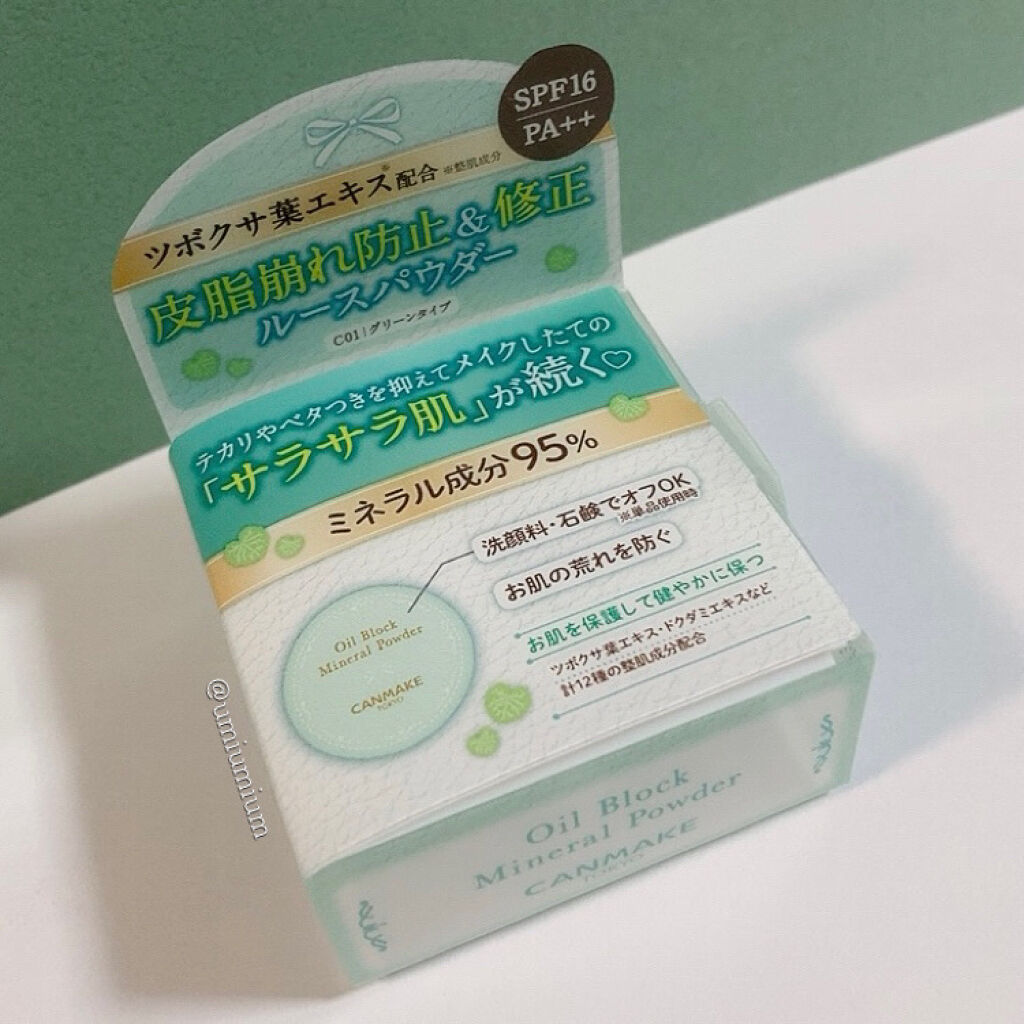 SPF16
PA++
ツボクサ葉エキス※配合 ※整肌成分
皮脂崩れ防止&修正
ルースパウダー
C01|グリーンタイプ
テカリやベタつきを抑えてメイクしたての
「サラサラ肌」が続く♡
ミネラル成分95%
洗顔料・石鹸でオフOK
※単品使用時
お肌の荒れを防ぐ
お肌を保護して健やかに保つ
ツボクサ葉エキス・ドクダミエキスなど
計12種の整肌成分配合
Oil Block
Mineral Powder
CANMAKE
TOKYO
Oil Block
Mineral Powder
CANMAKE
TOKYO
@umiumium